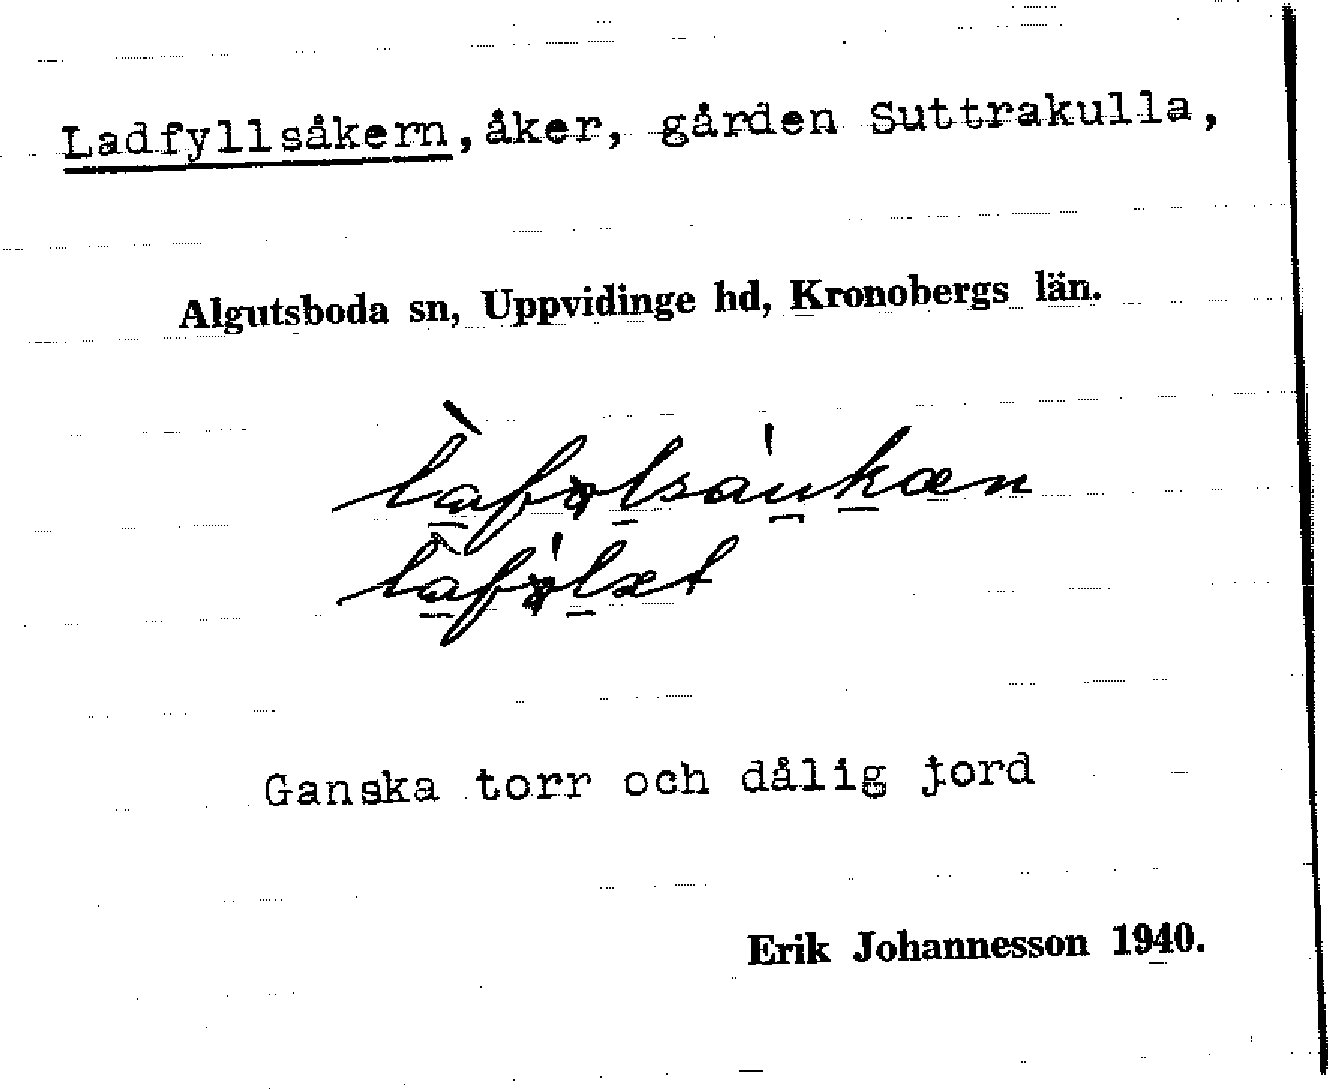 Ladfyllsåkern, åker, gården Suttrakulla,
Algutsboda sn, Uppvidinge hd, Kronobergs län.
Ganska torr och dålig jord
Erik Johannesson 1940.